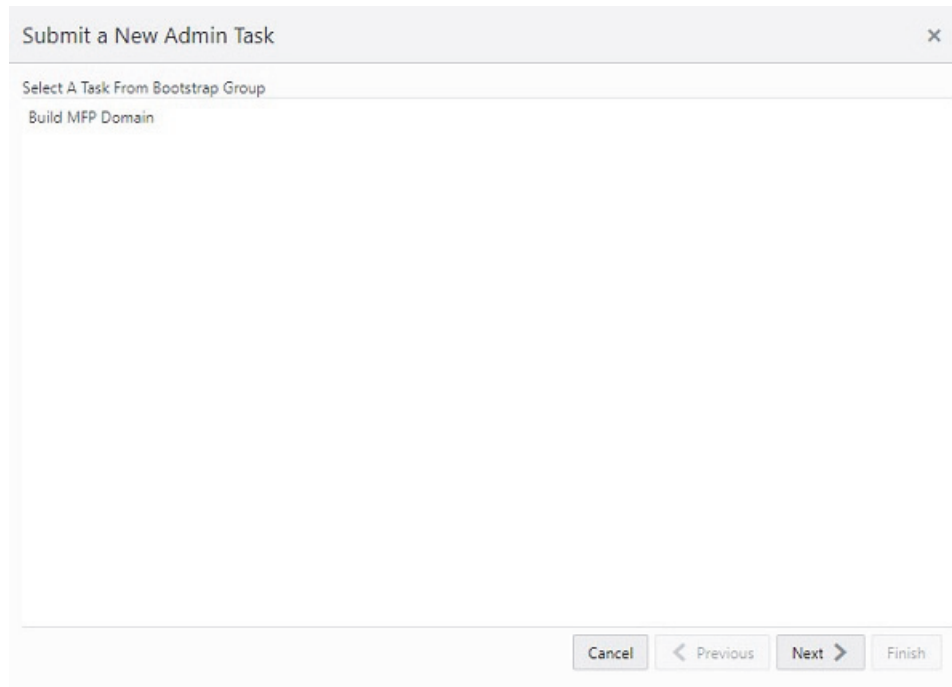 Submit a New Admin Task
Select A Task From Bootstrap Group
Build MFP Domain
Cancel
Previous
Next
Finish